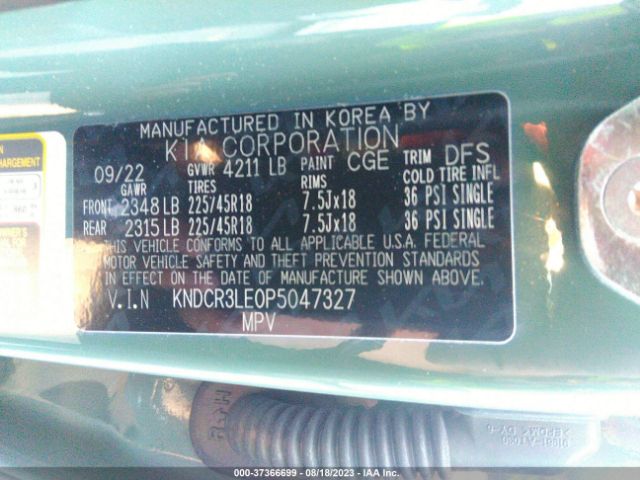 MANUFACTURED IN KOREA BY
KIA CORPORATION
09/22 GVWR 4211 LB PAINT CGE TRIM DFS
GAWR TIRES RIMS COLD TIRE INFL
FRONT 2348 LB 225/45R18 7.5Jx18 36 PSI SINGLE
REAR 2315 LB 225/45R18 7.5Jx18 36 PSI SINGLE
THIS VEHICLE CONFORMS TO ALL APPLICABLE U.S.A. FEDERAL
MOTOR VEHICLE SAFETY AND THEFT PREVENTION STANDARDS
IN EFFECT ON THE DATE OF MANUFACTURE SHOWN ABOVE.
V.I.N KNDCR3LE0P5047327
MPV
000-37366699 // 08/18/2023 // IAA Inc.